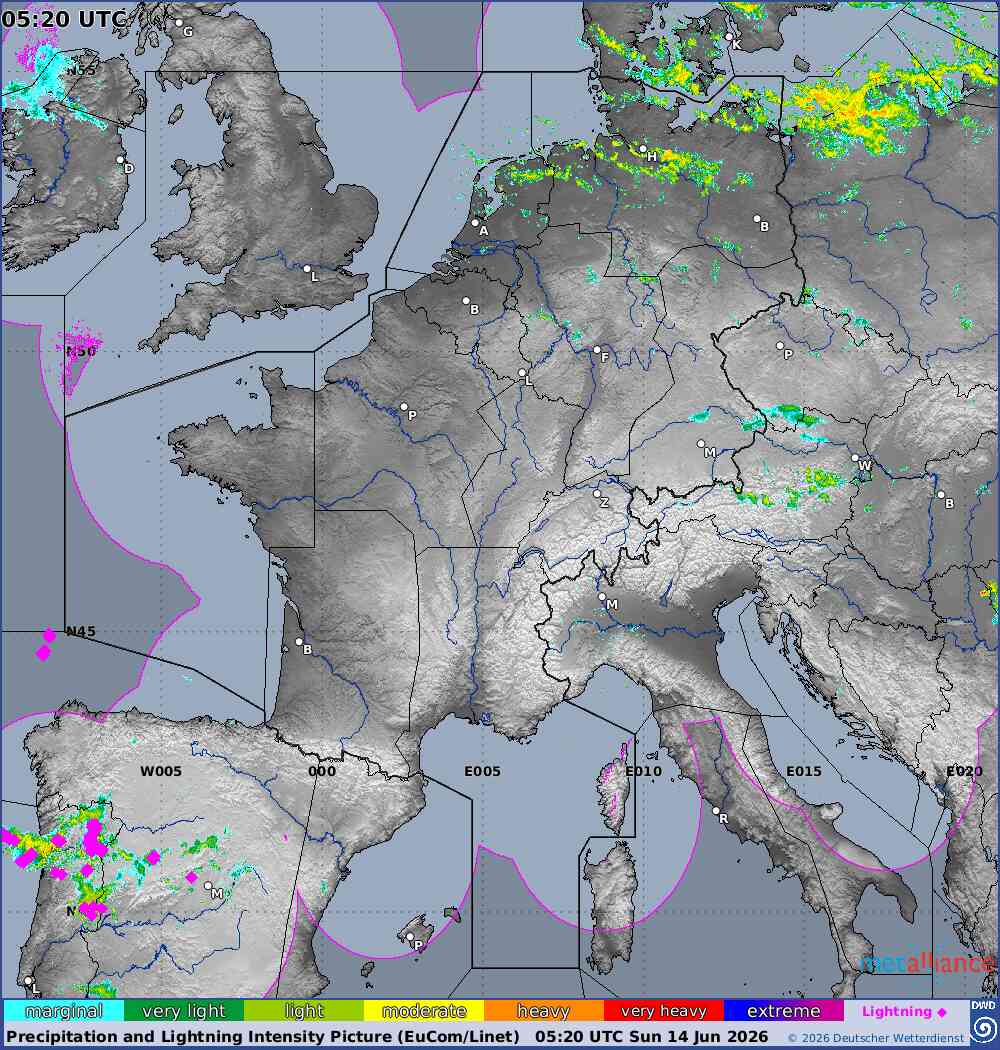 05:20 UTC
G
K
N55
D
H
A
B
L
B
N50
P
F
L
P
M
W
Z
B
M
N45
B
W005
000
E005
E010
E015
E020
R
M
N
P
L
metalliance
marginal very light light moderate heavy very heavy extreme Lightning
DWD
Precipitation and Lightning Intensity Picture (EuCom/Linet) 05:20 UTC Sun 14 Jun 2026 © 2026 Deutscher Wetterdienst